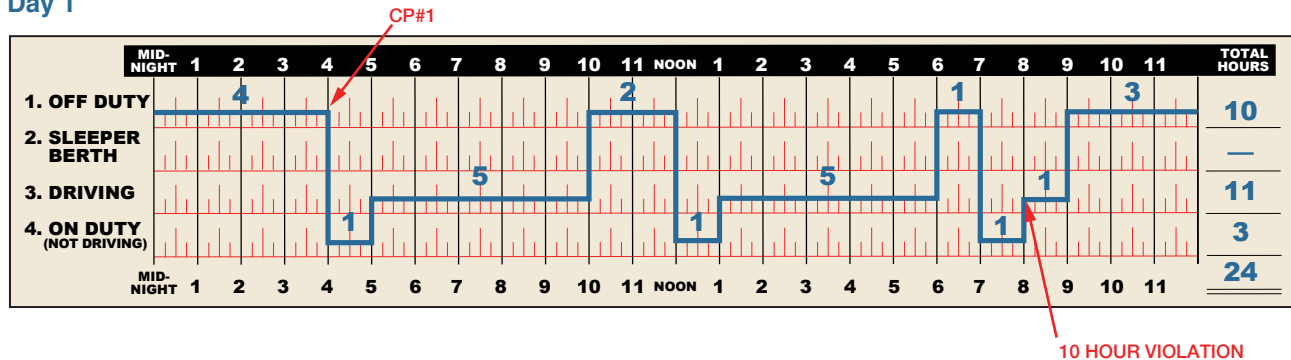 Day 1
CP#1
MID-
NIGHT 1 2 3 4 5 6 7 8 9 10 11 NOON 1 2 3 4 5 6 7 8 9 10 11 TOTAL
HOURS
1. OFF DUTY 4 2 1 3 10
2. SLEEPER
BERTH —
3. DRIVING 5 5 1 11
4. ON DUTY 1 1 1 3
(NOT DRIVING)
24
MID-
NIGHT 1 2 3 4 5 6 7 8 9 10 11 NOON 1 2 3 4 5 6 7 8 9 10 11
10 HOUR VIOLATION